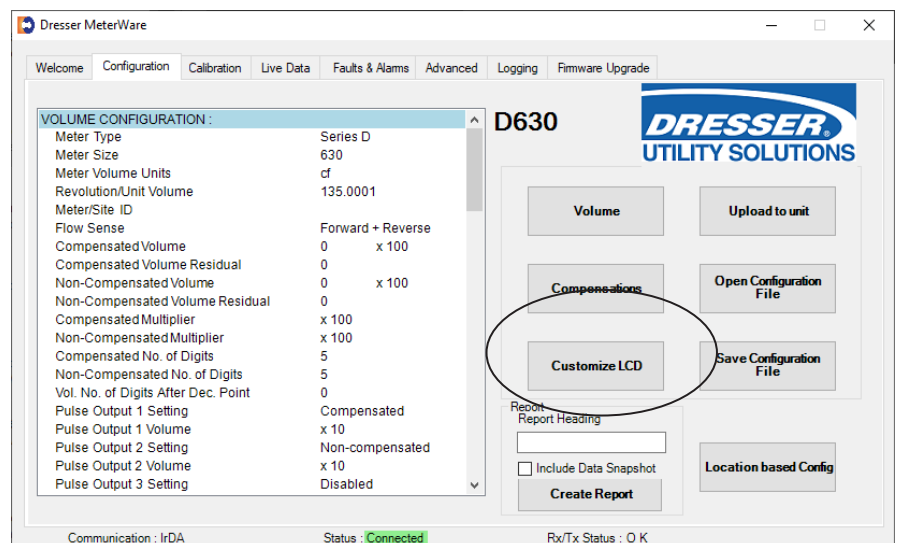 Dresser MeterWare
Welcome Configuration Calibration Live Data Faults & Alarms Advanced Logging Firmware Upgrade
VOLUME CONFIGURATION :
Meter Type Series D
Meter Size 630
Meter Volume Units cf
Revolution/Unit Volume 135.0001
Meter/Site ID
Flow Sense Forward + Reverse
Compensated Volume 0 x 100
Compensated Volume Residual 0
Non-Compensated Volume 0 x 100
Non-Compensated Volume Residual 0
Compensated Multiplier x 100
Non-Compensated Multiplier x 100
Compensated No. of Digits 5
Non-Compensated No. of Digits 5
Vol. No. of Digits After Dec. Point 0
Pulse Output 1 Setting Compensated
Pulse Output 1 Volume x 10
Pulse Output 2 Setting Non-compensated
Pulse Output 2 Volume x 10
Pulse Output 3 Setting Disabled
D630
DRESSER®
UTILITY SOLUTIONS
Volume
Upload to unit
Compensations
Open Configuration
File
Customize LCD
Save Configuration
File
Report
Report Heading
Include Data Snapshot
Create Report
Location based Config
Communication : IrDA Status : Connected Rx/Tx Status : O K